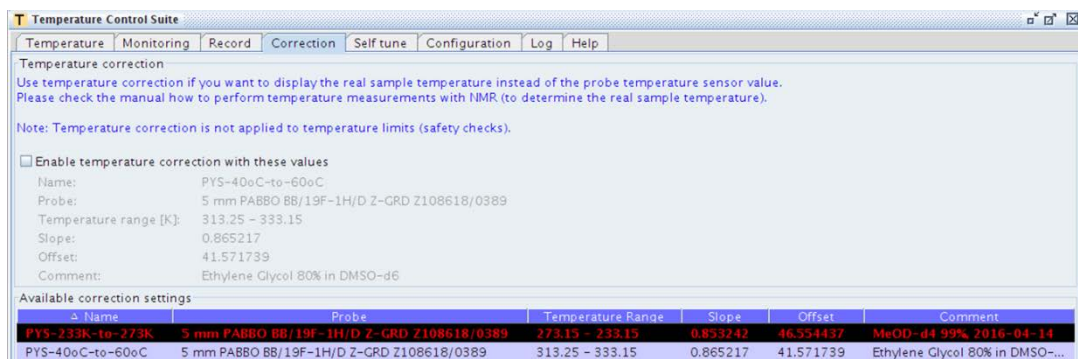 T Temperature Control Suite
Temperature Monitoring Record Correction Self tune Configuration Log Help
Temperature correction
Use temperature correction if you want to display the real sample temperature instead of the probe temperature sensor value.
Please check the manual how to perform temperature measurements with NMR (to determine the real sample temperature).
Note: Temperature correction is not applied to temperature limits (safety checks).
Enable temperature correction with these values
Name: PYS-40oC-to-60oC
Probe: 5 mm PABBO BB/19F-1H/D Z-GRD Z108618/0389
Temperature range [K]: 313.25 - 333.15
Slope: 0.865217
Offset: 41.571739
Comment: Ethylene Glycol 80% in DMSO-d6
Available correction settings
Name Probe Temperature Range Slope Offset Comment
PYS-233K-to-273K 5 mm PABBO BB/19F-1H/D Z-GRD Z108618/0389 273.15 - 233.15 0.853242 46.554437 MeOD-d4 99%, 2016-04-14
PYS-40oC-to-60oC 5 mm PABBO BB/19F-1H/D Z-GRD Z108618/0389 313.25 - 333.15 0.865217 41.571739 Ethylene Glycol 80% in DMSO-...